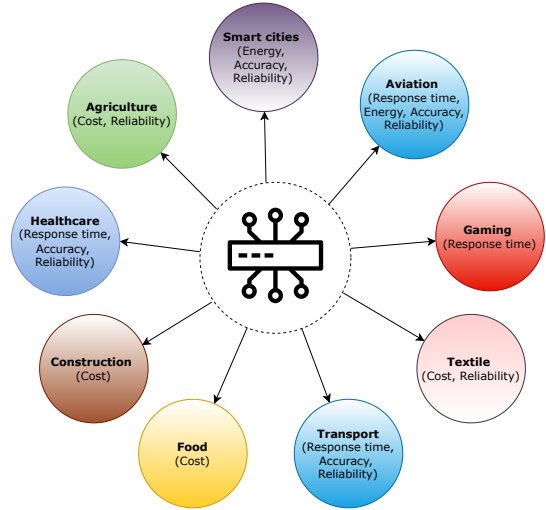 Smart cities
(Energy,
Accuracy,
Reliability)
Aviation
(Response time,
Energy, Accuracy,
Reliability)
Agriculture
(Cost, Reliability)
Healthcare
(Response time,
Accuracy,
Reliability)
Gaming
(Response time)
Construction
(Cost)
Textile
(Cost, Reliability)
Food
(Cost)
Transport
(Response time,
Accuracy,
Reliability)